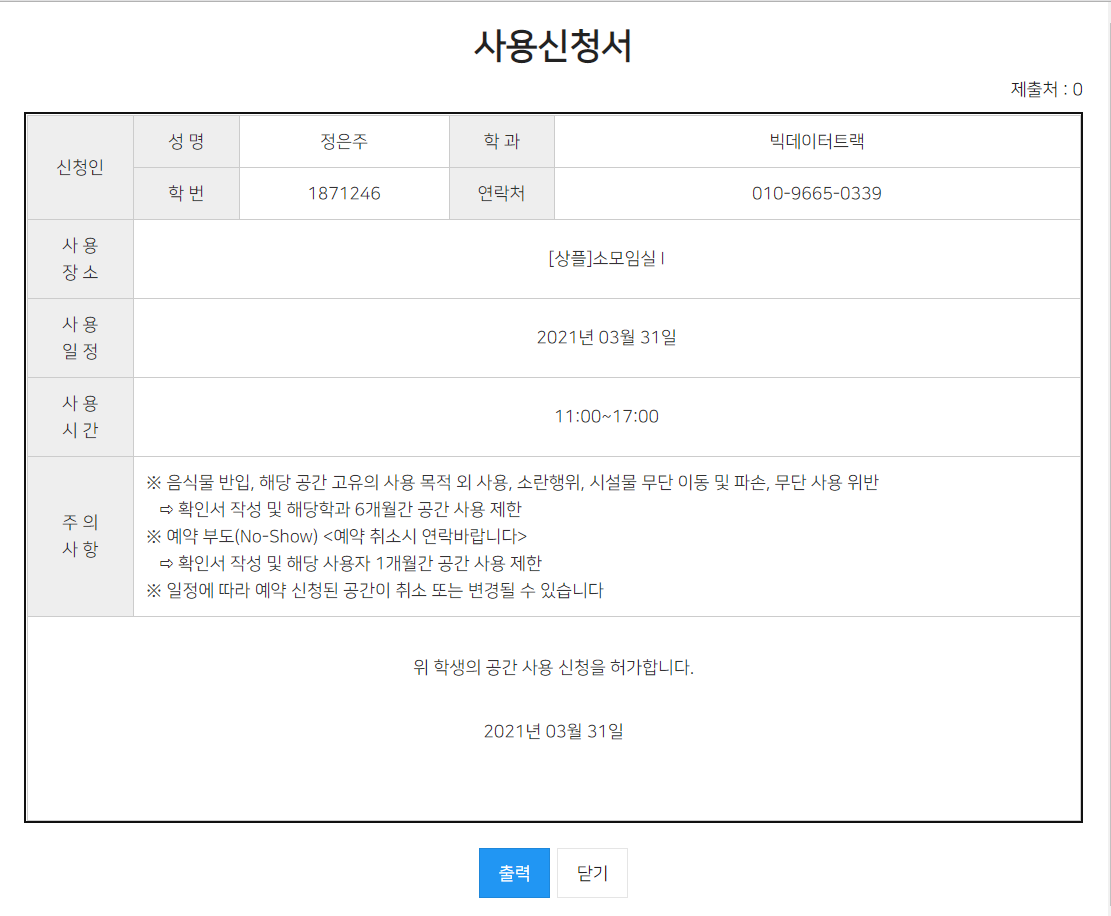 사용신청서
제출처 : 0
신청인
성 명
정은주
학 과
빅데이터트랙
학 번
1871246
연락처
010-9665-0339
사 용
장 소
[상플]소모임실 I
사 용
일 정
2021년 03월 31일
사 용
시 간
11:00~17:00
주 의
사 항
※ 음식물 반입, 해당 공간 고유의 사용 목적 외 사용, 소란행위, 시설물 무단 이동 및 파손, 무단 사용 위반
⇨ 확인서 작성 및 해당학과 6개월간 공간 사용 제한
※ 예약 부도(No-Show) <예약 취소시 연락바랍니다>
⇨ 확인서 작성 및 해당 사용자 1개월간 공간 사용 제한
※ 일정에 따라 예약 신청된 공간이 취소 또는 변경될 수 있습니다
위 학생의 공간 사용 신청을 허가합니다.
2021년 03월 31일
출력
닫기